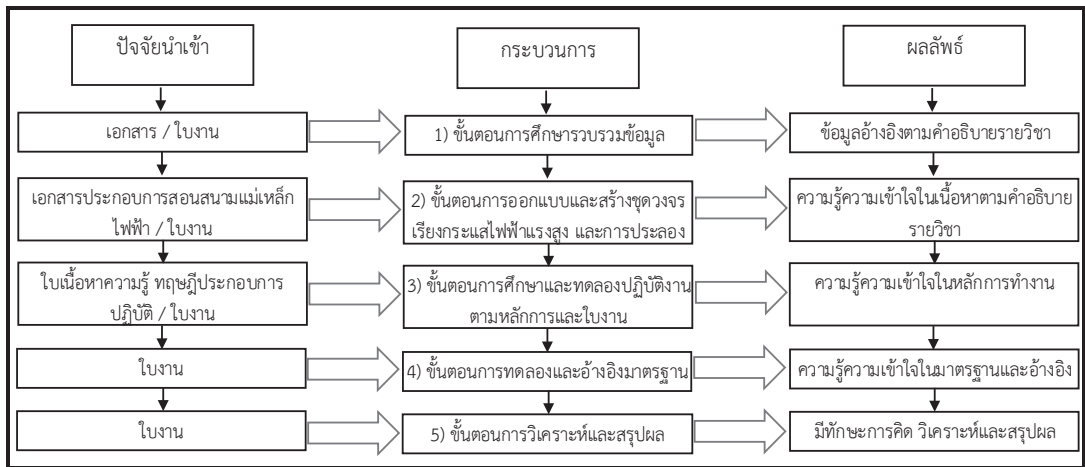 ปัจจัยนำเข้า
กระบวนการ
ผลลัพธ์
เอกสาร / ใบงาน
1) ขั้นตอนการศึกษารวบรวมข้อมูล
ข้อมูลอ้างอิงตามคำอธิบายรายวิชา
เอกสารประกอบการสอนสนามแม่เหล็ก
ไฟฟ้า / ใบงาน
2) ขั้นตอนการออกแบบและสร้างชุดวงจร
เรียงกระแสไฟฟ้าแรงสูง และการประลอง
ความรู้ความเข้าใจในเนื้อหาตามคำอธิบาย
รายวิชา
ใบเนื้อหาความรู้ ทฤษฎีประกอบการ
ปฏิบัติ / ใบงาน
3) ขั้นตอนการศึกษาและทดลองปฏิบัติงาน
ตามหลักการและใบงาน
ความรู้ความเข้าใจในหลักการทำงาน
ใบงาน
4) ขั้นตอนการทดลองและอ้างอิงมาตรฐาน
ความรู้ความเข้าใจในมาตรฐานและอ้างอิง
ใบงาน
5) ขั้นตอนการวิเคราะห์และสรุปผล
มีทักษะการคิด วิเคราะห์และสรุปผล